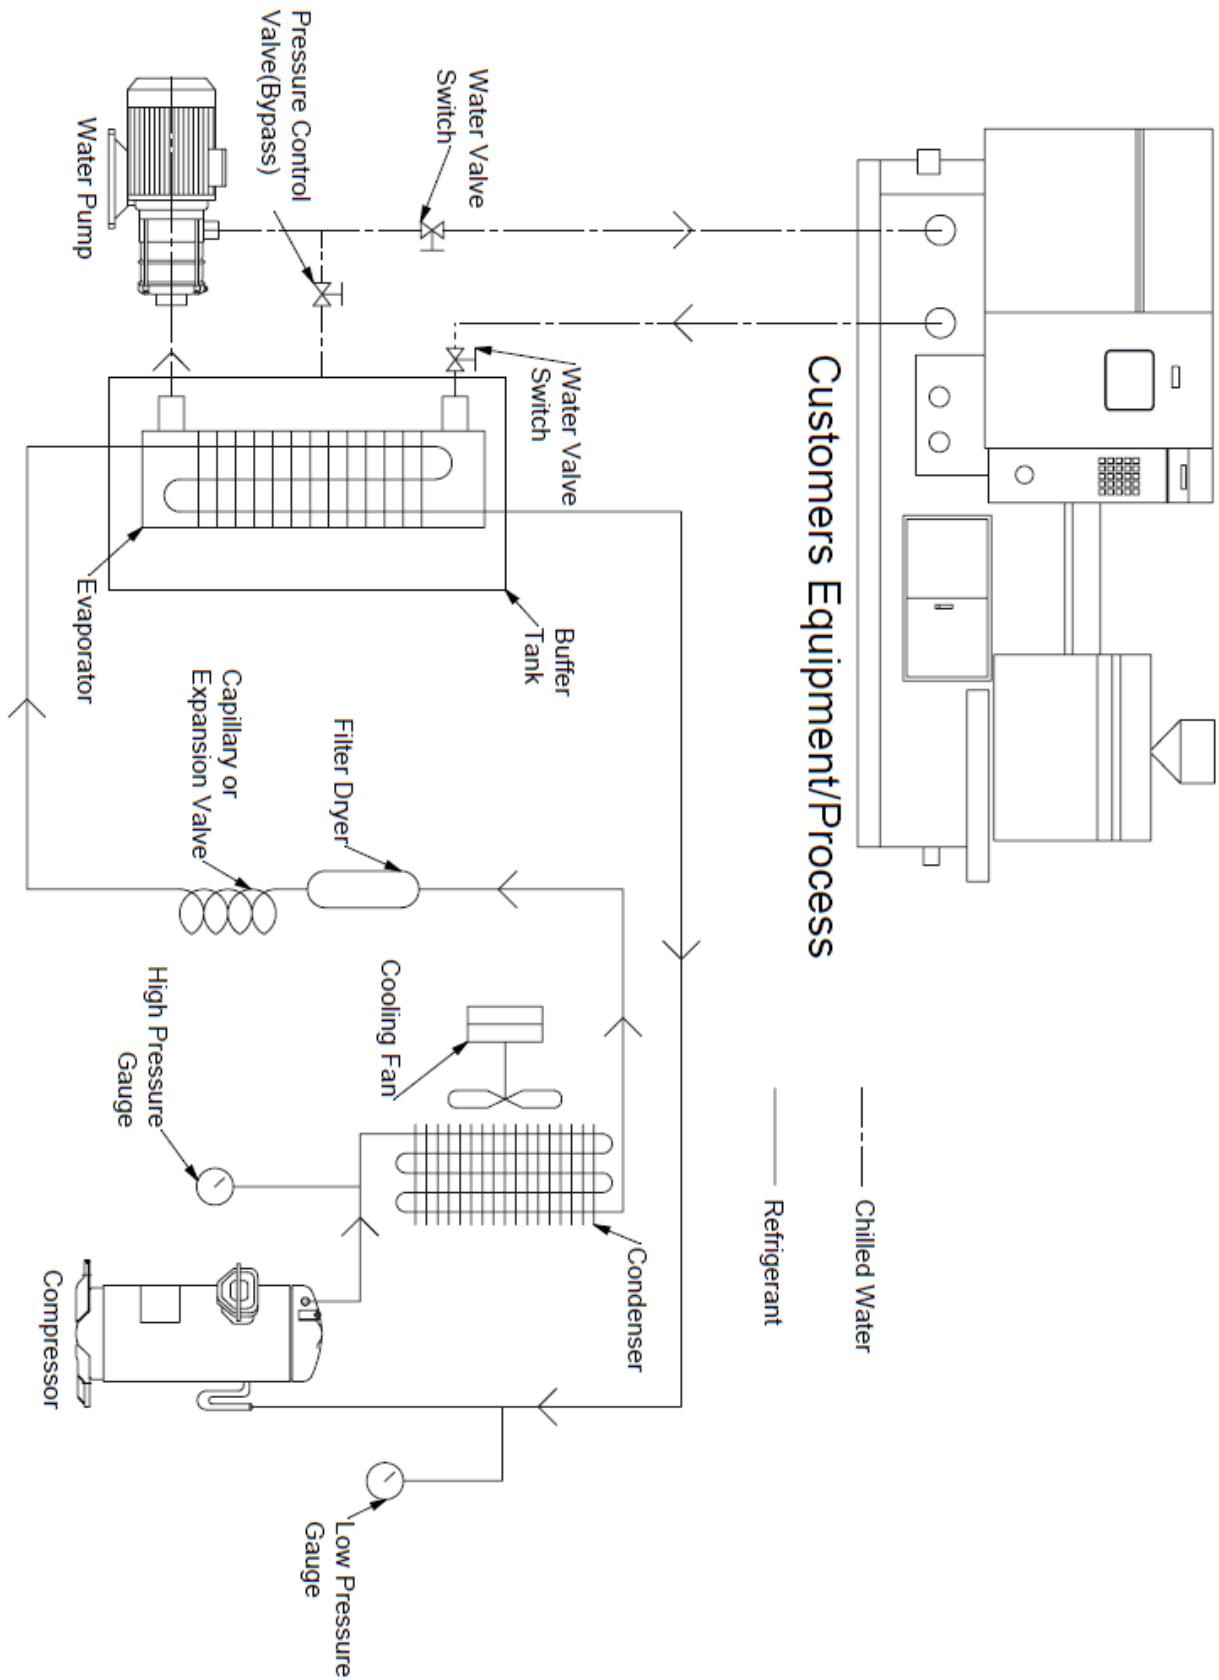 Customers Equipment/Process
Chilled Water
Refrigerant
Water Valve
Switch
Pressure Control
Valve(Bypass)
Water Pump
Water Valve
Switch
Buffer
Tank
Evaporator
Capillary or
Expansion Valve
Filter Dryer
Cooling Fan
High Pressure
Gauge
Condenser
Compressor
Low Pressure
Gauge